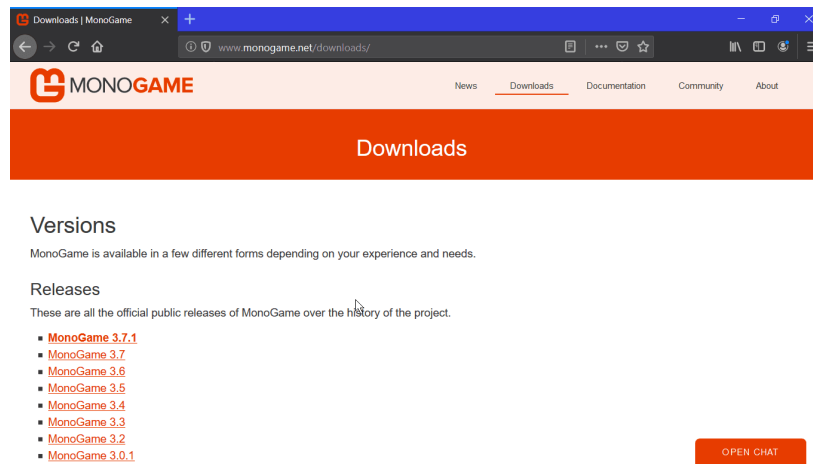 Downloads | MonoGame
www.monogame.net/downloads/
MONOGAME
News Downloads Documentation Community About
Downloads
Versions
MonoGame is available in a few different forms depending on your experience and needs.
Releases
These are all the official public releases of MonoGame over the history of the project.
MonoGame 3.7.1
MonoGame 3.7
MonoGame 3.6
MonoGame 3.5
MonoGame 3.4
MonoGame 3.3
MonoGame 3.2
MonoGame 3.0.1
OPEN CHAT